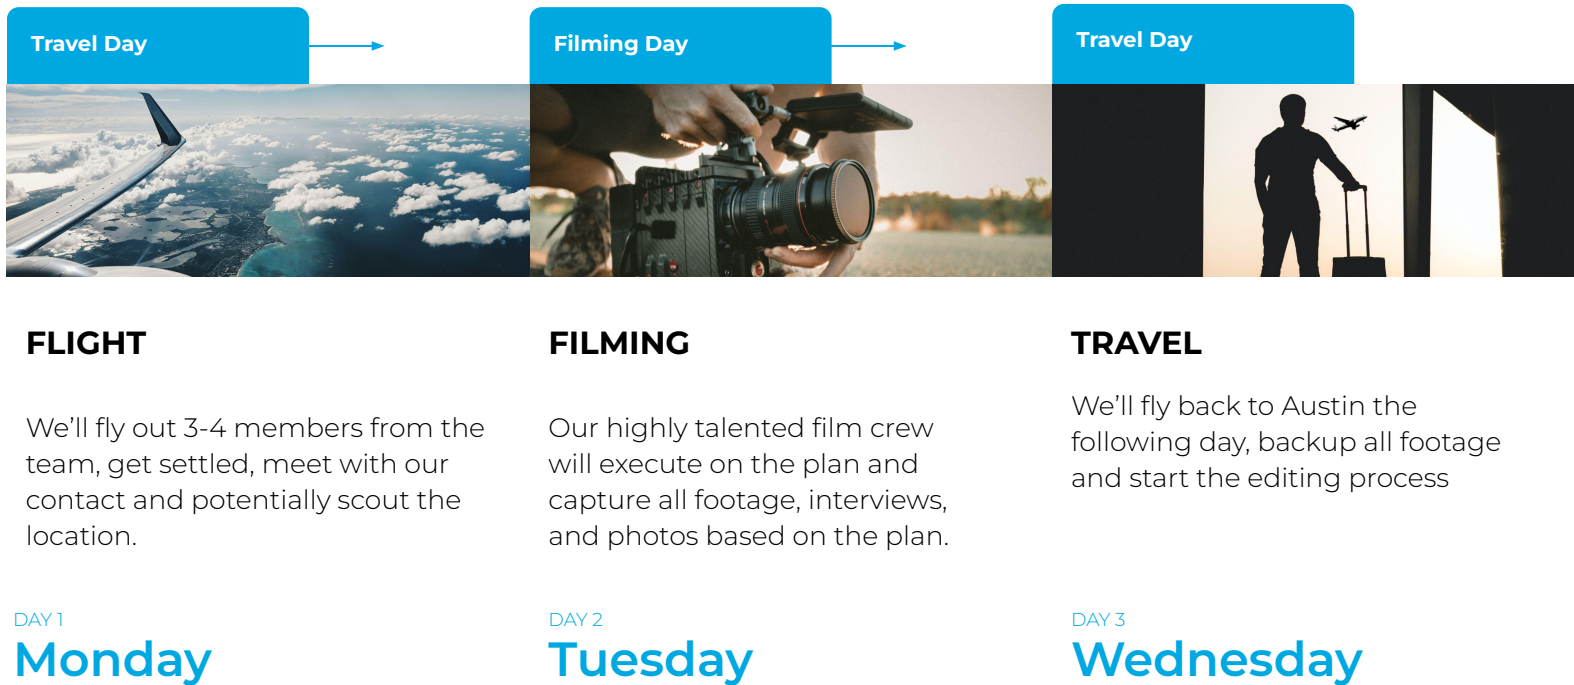 Travel Day
Filming Day
Travel Day
FLIGHT
We’ll fly out 3-4 members from the
team, get settled, meet with our
contact and potentially scout the
location.
DAY 1
Monday
FILMING
Our highly talented film crew
will execute on the plan and
capture all footage, interviews,
and photos based on the plan.
DAY 2
Tuesday
TRAVEL
We’ll fly back to Austin the
following day, backup all footage
and start the editing process
DAY 3
Wednesday